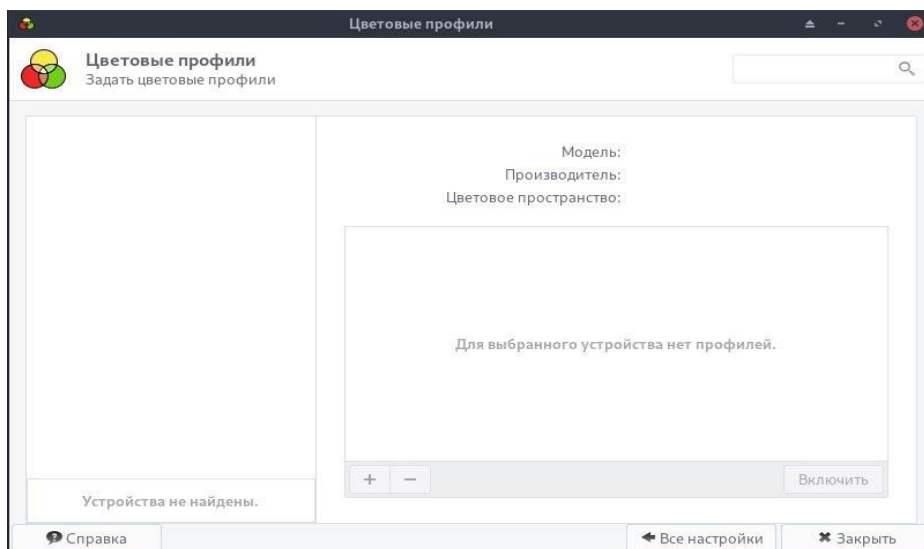 Цветовые профили
Цветовые профили
Задать цветовые профили
Модель:
Производитель:
Цветовое пространство:
Для выбранного устройства нет профилей.
Включить
Устройства не найдены.
Справка
Все настройки
Закрыть